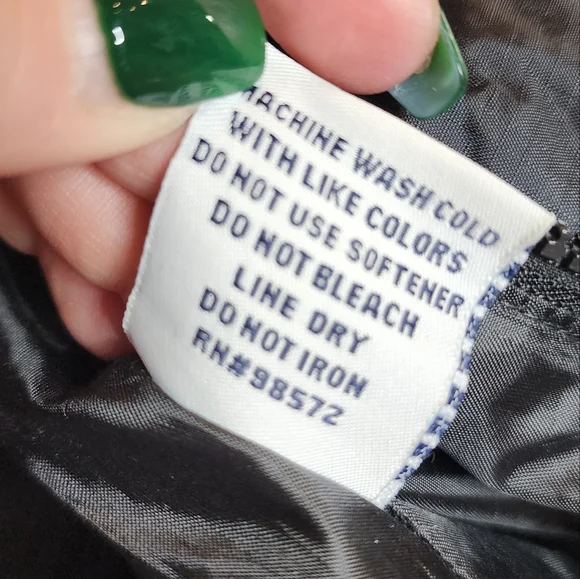 MACHINE WASH COLD
WITH LIKE COLORS
DO NOT USE SOFTENER
DO NOT BLEACH
LINE DRY
DO NOT IRON
RN#98572